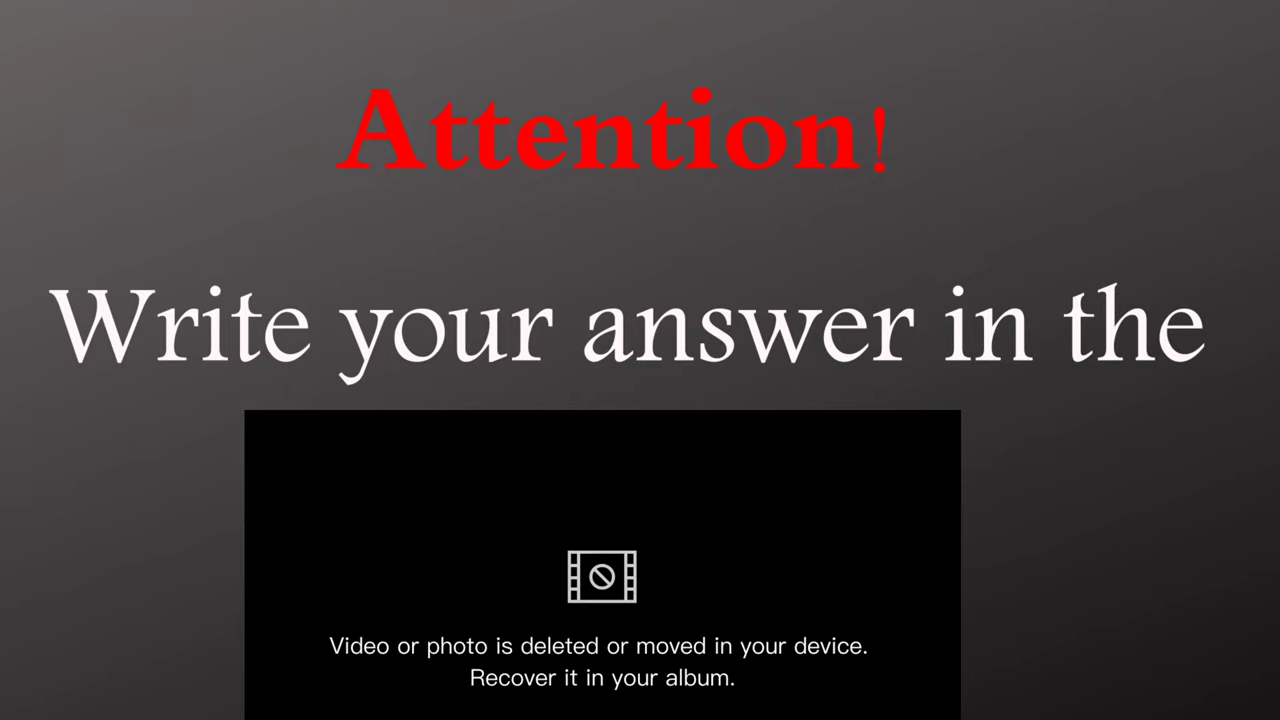 Attention!
Write your answer in the
Video or photo is deleted or moved in your device.
Recover it in your album.